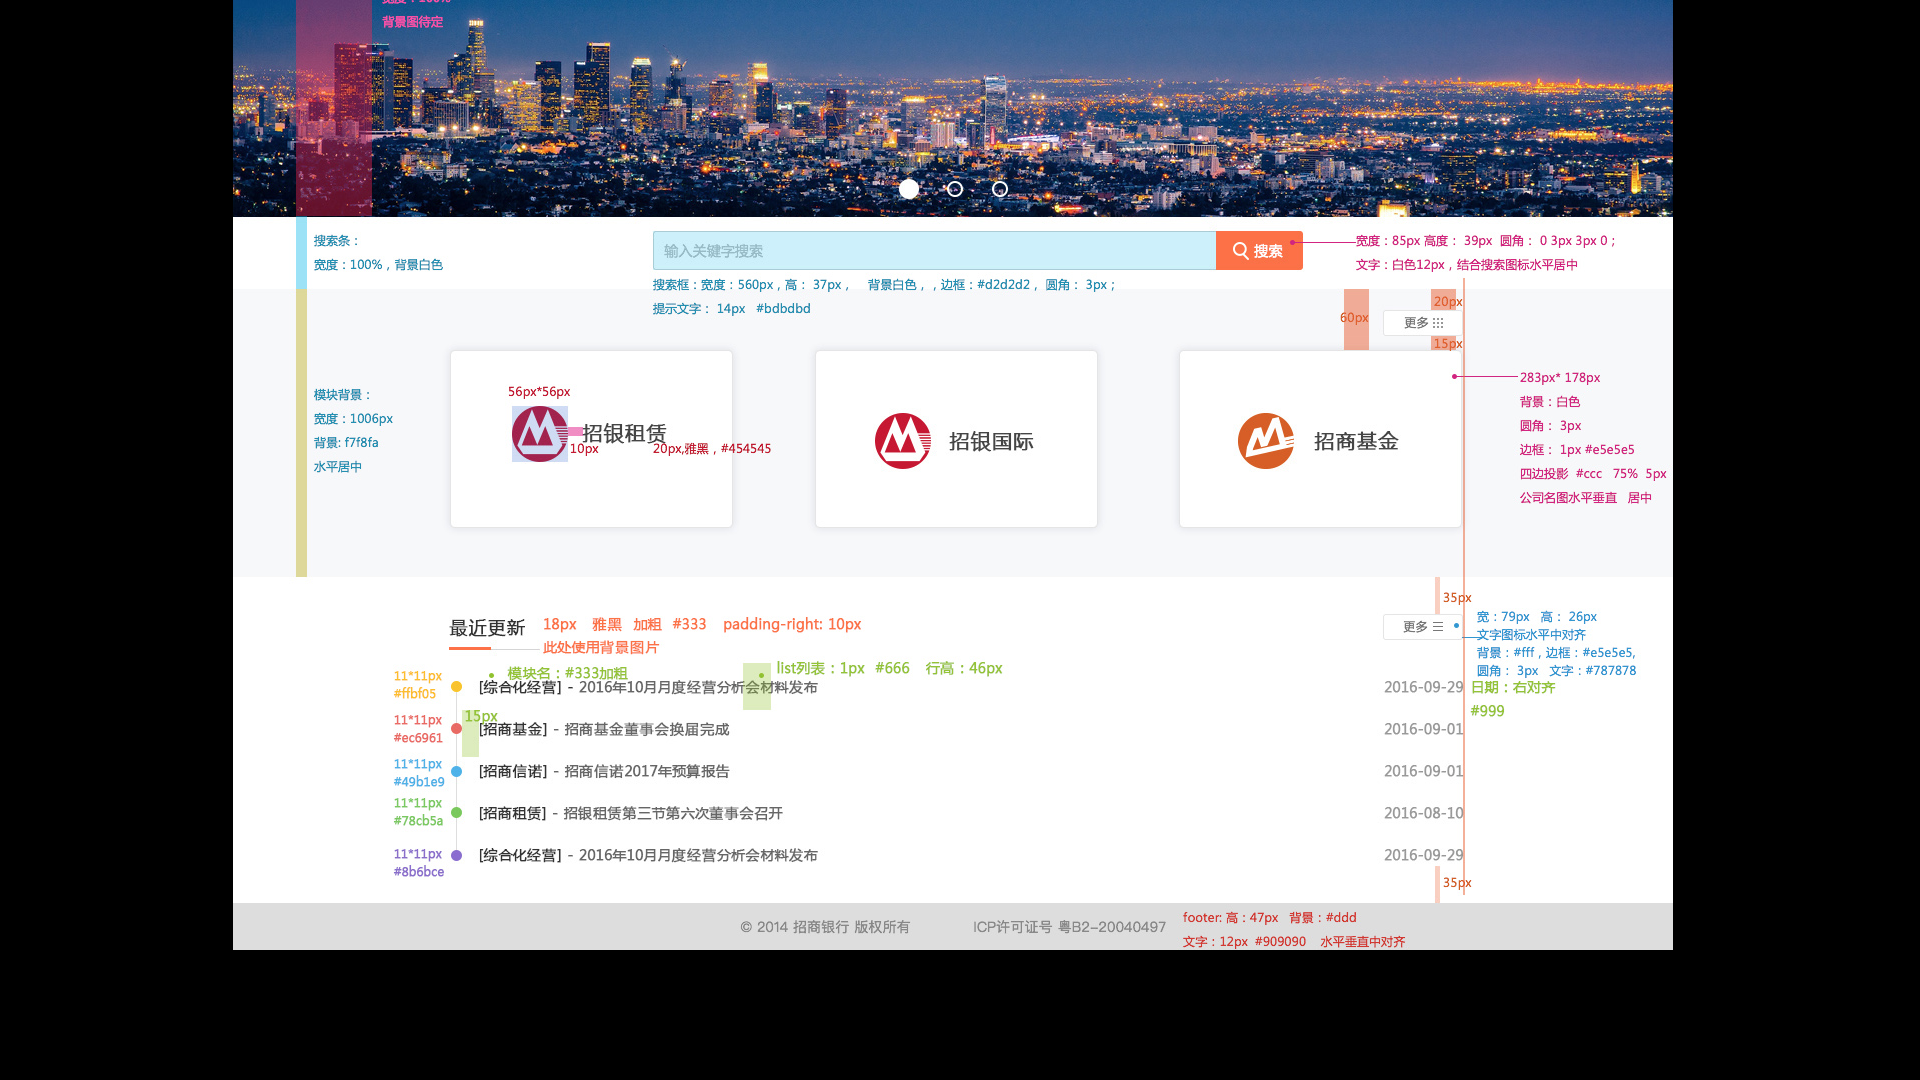 背景图待定
搜索条：
宽度：100%，背景白色
输入关键字搜索
搜索
宽度：85px 高度： 39px 圆角： 0 3px 3px 0；
文字：白色12px，结合搜索图标水平居中
搜索框：宽度：560px，高： 37px， 背景白色，，边框：#d2d2d2， 圆角： 3px；
提示文字： 14px #bdbdbd
20px
60px
更多
15px
模块背景：
宽度：1006px
背景: f7f8fa
水平居中
56px*56px
招银租赁
10px
20px,雅黑，#454545
招银国际
招商基金
283px* 178px
背景：白色
圆角： 3px
边框： 1px #e5e5e5
四边投影 #ccc 75% 5px
公司名图水平垂直 居中
35px
最近更新
18px 雅黑 加粗 #333 padding-right: 10px
此处使用背景图片
更多
宽：79px 高： 26px
文字图标水平中对齐
背景：#fff，边框：#e5e5e5,
圆角： 3px 文字：#787878
模块名：#333加粗
list列表：1px #666 行高：46px
11*11px
#ffbf05
[综合化经营] - 2016年10月月度经营分析会材料发布
2016-09-29
日期：右对齐
#999
15px
11*11px
#ec6961
[招商基金] - 招商基金董事会换届完成
2016-09-01
11*11px
#49b1e9
[招商信诺] - 招商信诺2017年预算报告
2016-09-01
11*11px
#78cb5a
[招商租赁] - 招银租赁第三节第六次董事会召开
2016-08-10
11*11px
#8b6bce
[综合化经营] - 2016年10月月度经营分析会材料发布
2016-09-29
35px
© 2014 招商银行 版权所有
ICP许可证号 粤B2-20040497
footer: 高：47px 背景：#ddd
文字：12px #909090 水平垂直中对齐